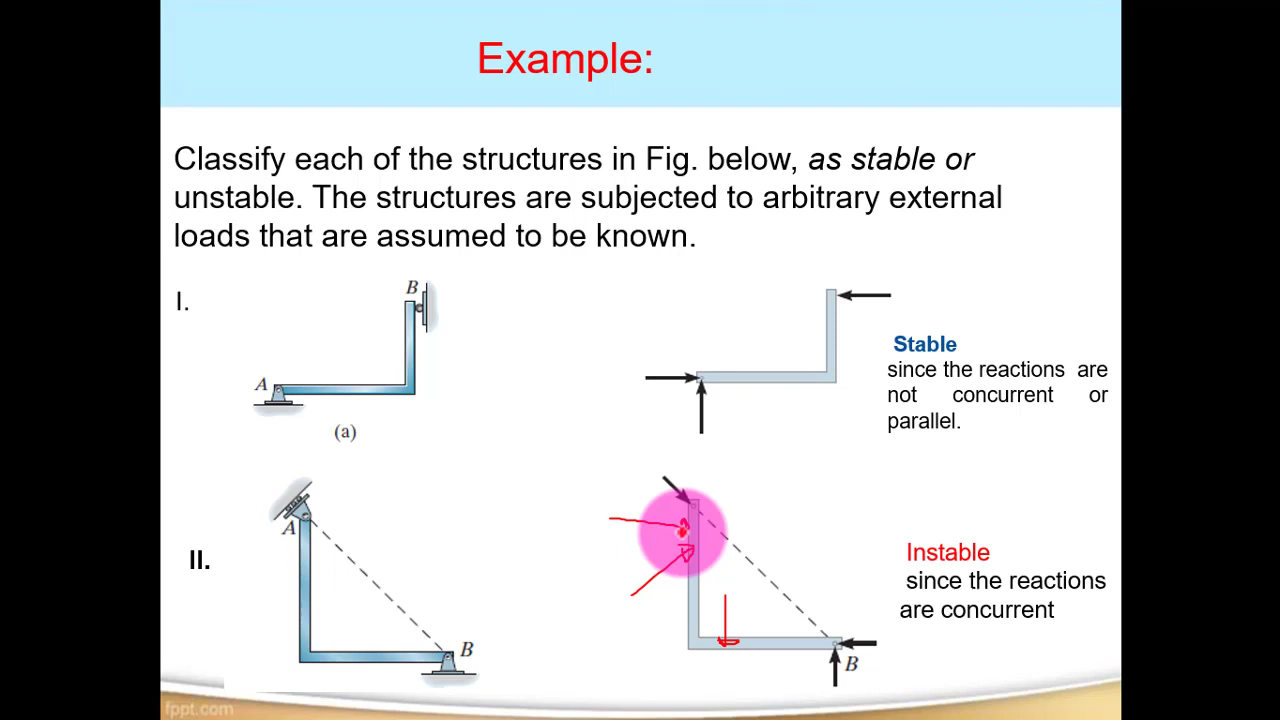 Example:
Classify each of the structures in Fig. below, as stable or
unstable. The structures are subjected to arbitrary external
loads that are assumed to be known.
I.
B
A
(a)
Stable
since the reactions are
not concurrent or
parallel.
II.
A
B
B
Instable
since the reactions
are concurrent
fppt.com